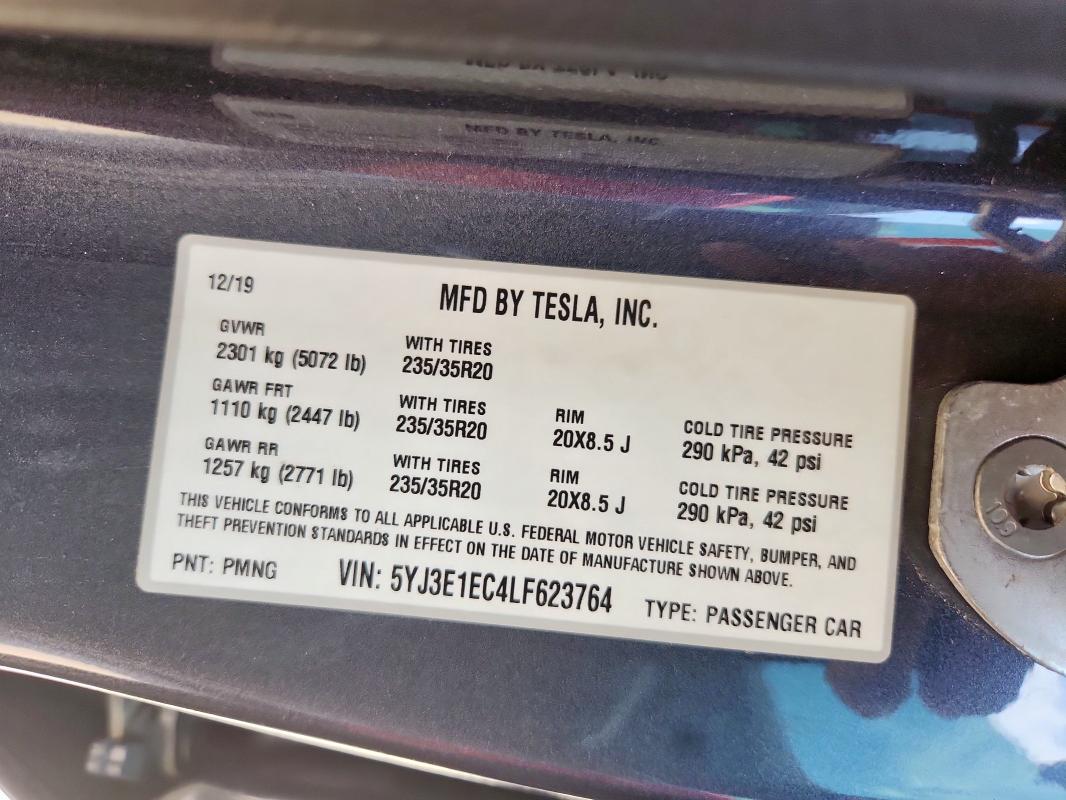 MFD BY TESLA, INC.
12/19
MFD BY TESLA, INC.
GVWR
2301 kg (5072 lb)
WITH TIRES
235/35R20
GAWR FRT
1110 kg (2447 lb)
WITH TIRES
235/35R20
RIM
20X8.5 J
COLD TIRE PRESSURE
290 kPa, 42 psi
GAWR RR
1257 kg (2771 lb)
WITH TIRES
235/35R20
RIM
20X8.5 J
COLD TIRE PRESSURE
290 kPa, 42 psi
THIS VEHICLE CONFORMS TO ALL APPLICABLE U.S. FEDERAL MOTOR VEHICLE SAFETY, BUMPER, AND
THEFT PREVENTION STANDARDS IN EFFECT ON THE DATE OF MANUFACTURE SHOWN ABOVE.
PNT: PMNG
VIN: 5YJ3E1EC4LF623764
TYPE: PASSENGER CAR